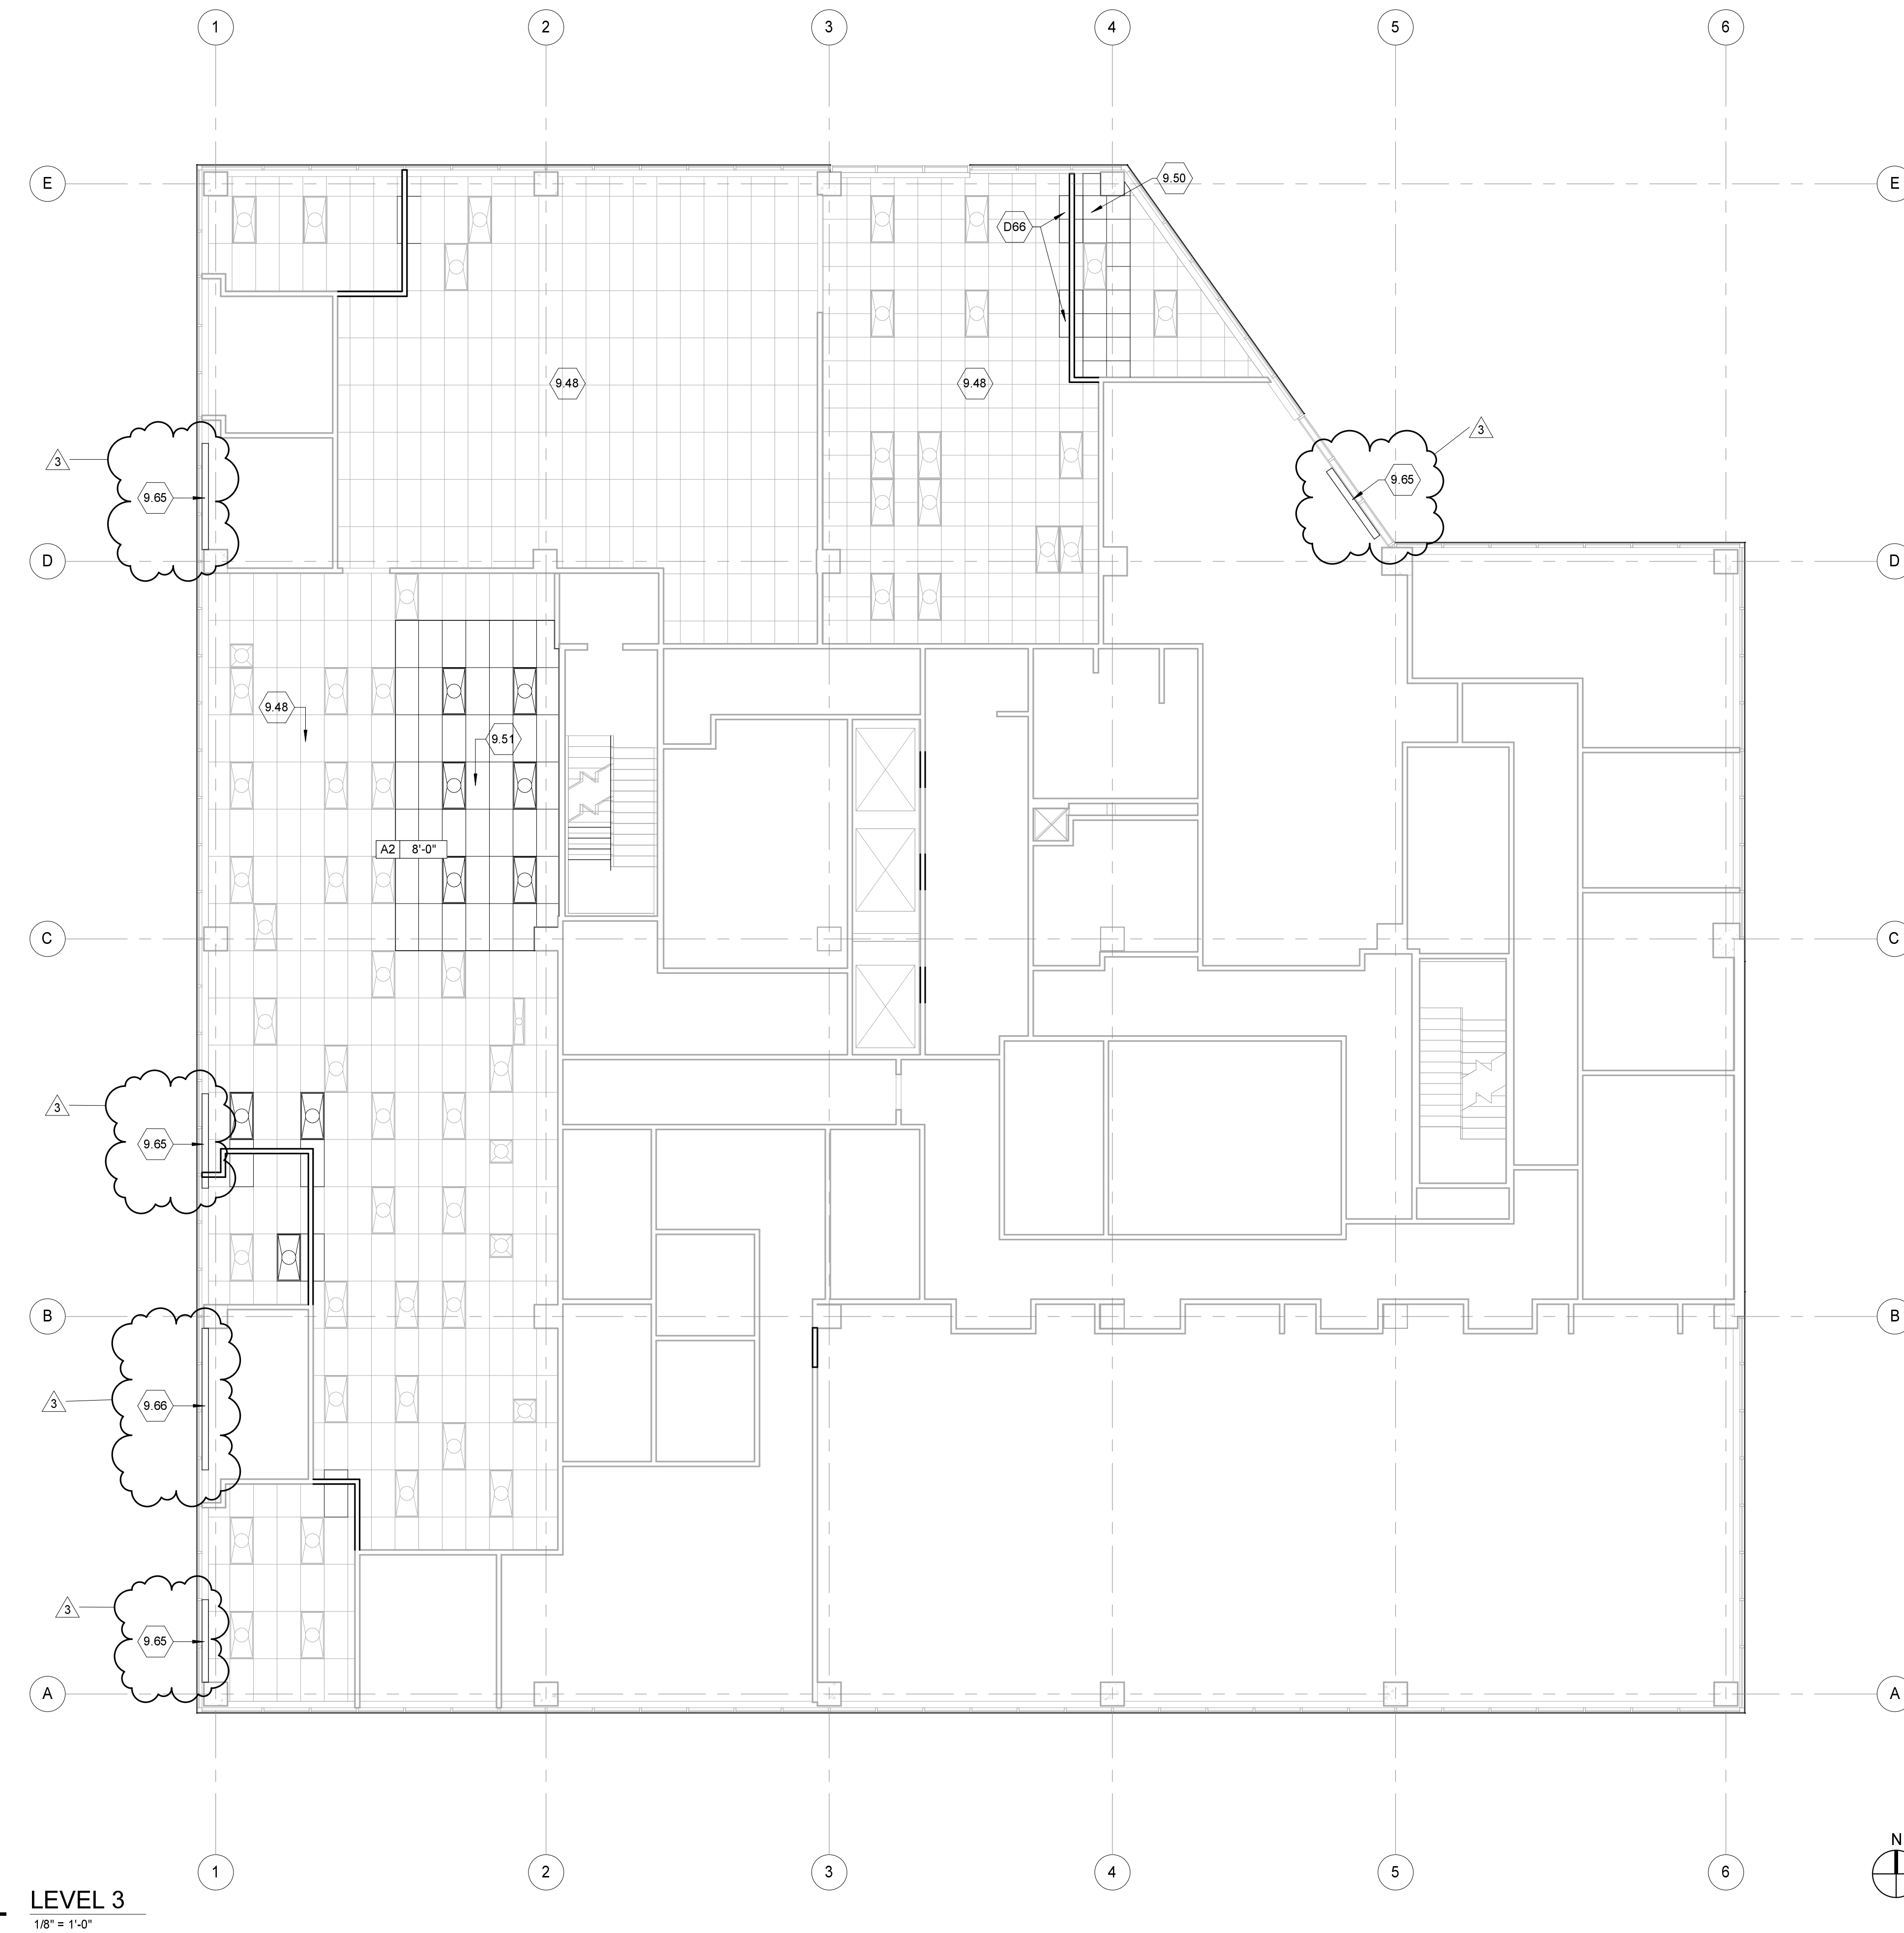 1 2 3 4 5 6
E 9.50 E
D66
9.48 9.48
3
3
9.65 9.65
D D
9.48
9.51
A2 8'-0"
C C
3
9.65
B B
3 9.66
3
9.65
A A
N
1 2 3 4 5 6
LEVEL 3
1/8" = 1'-0"